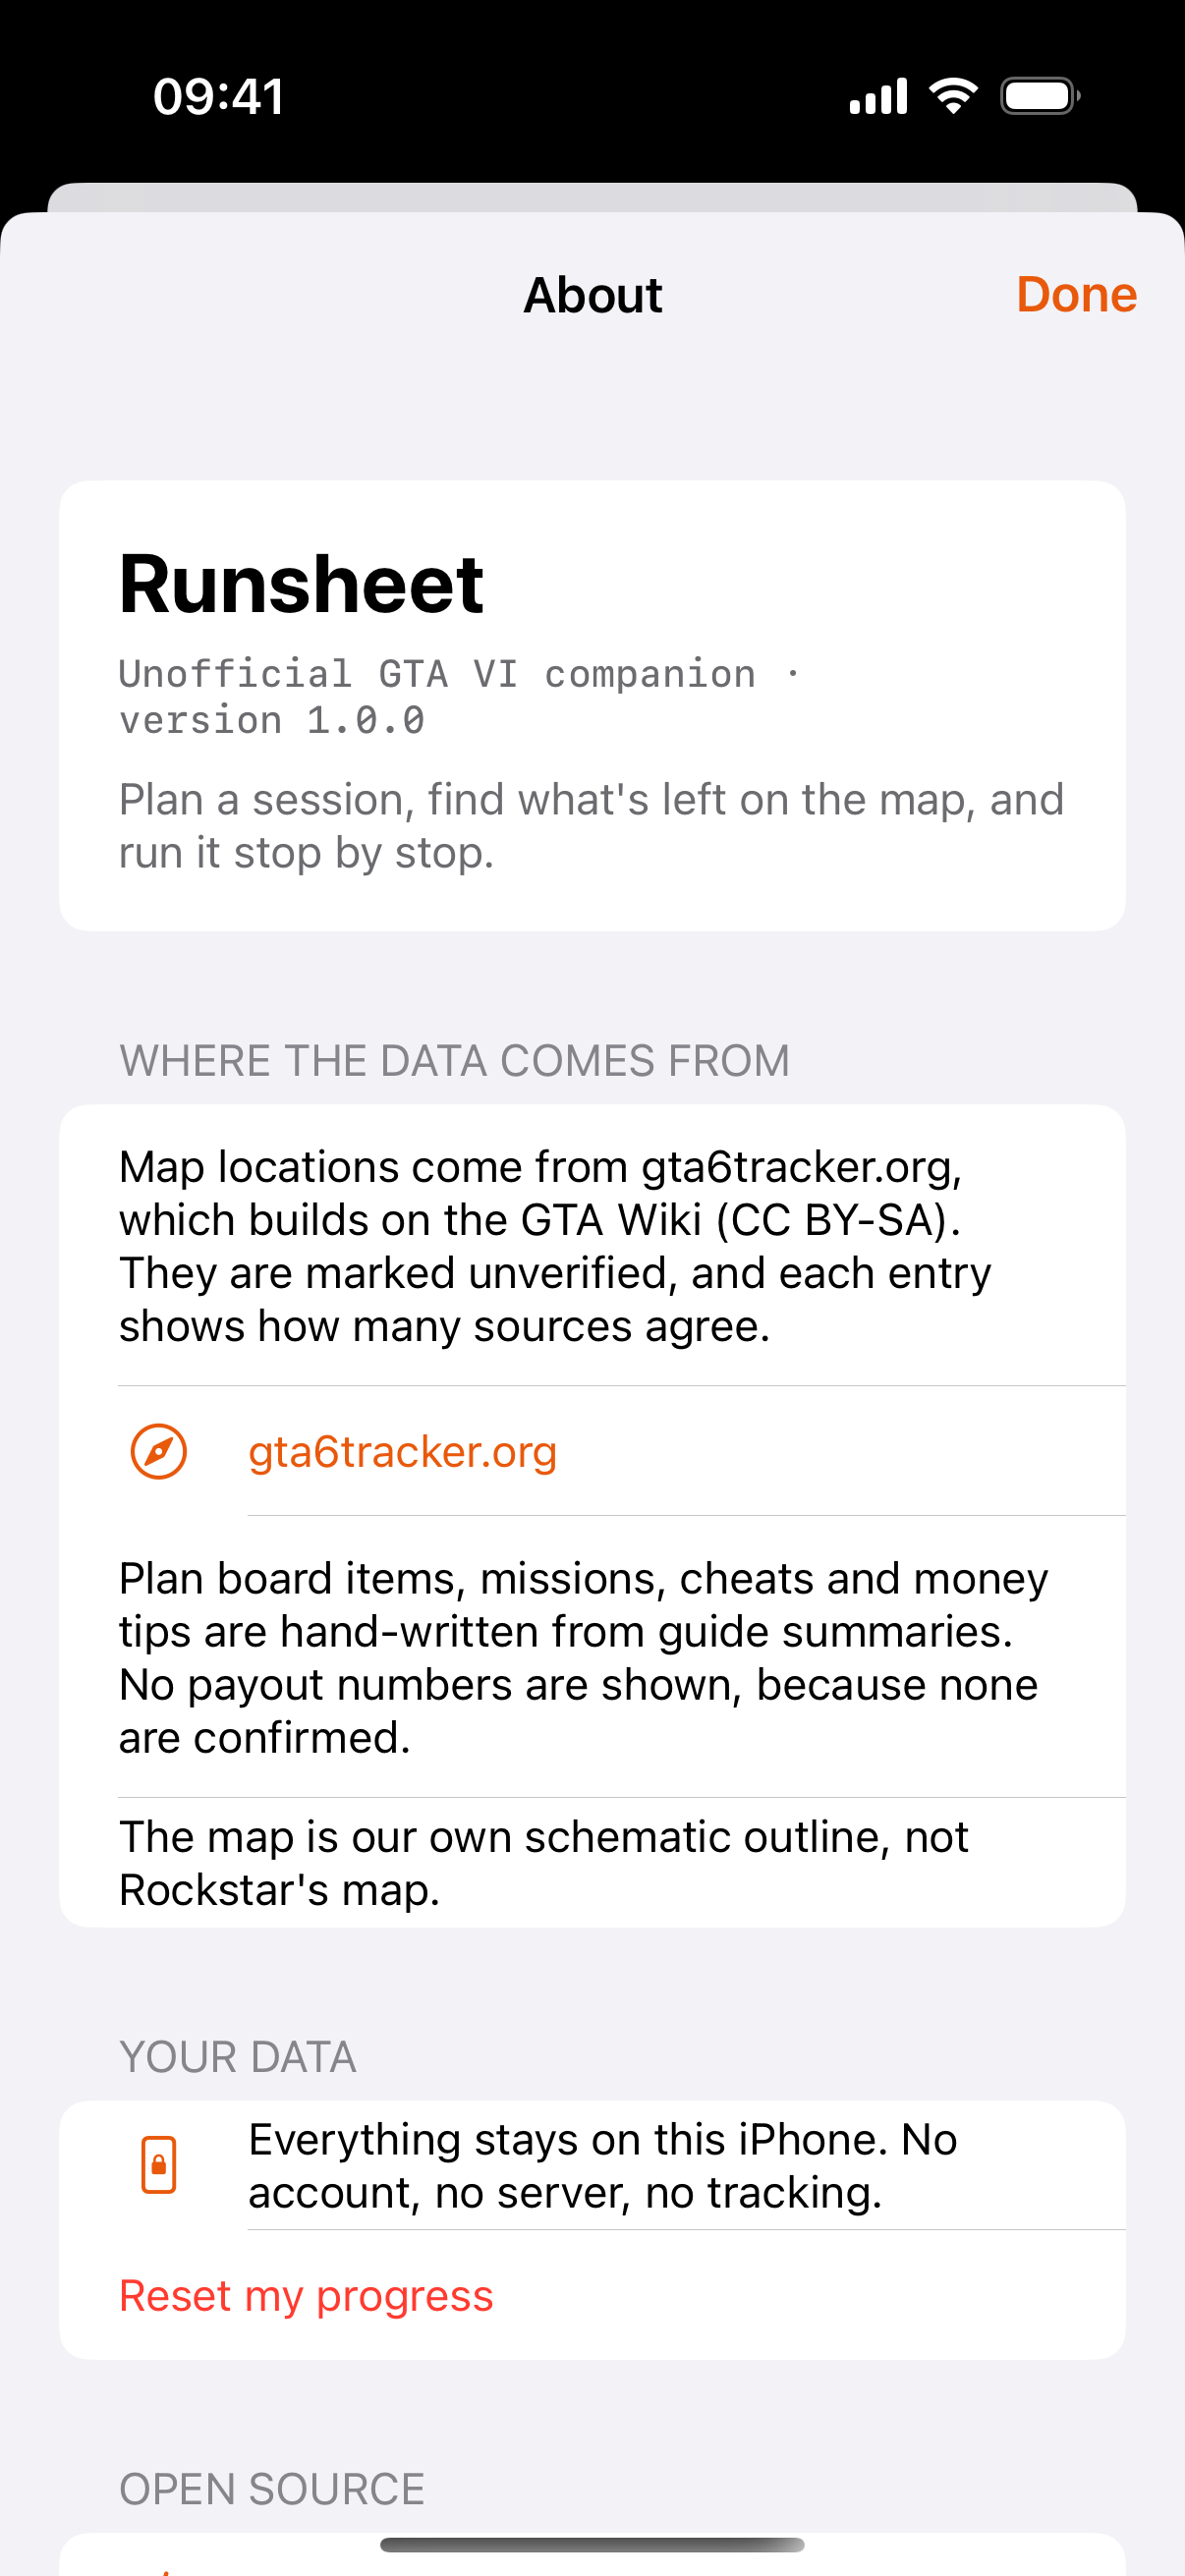 09:41
About
Done
Runsheet
Unofficial GTA VI companion ·
version 1.0.0
Plan a session, find what's left on the map, and
run it stop by stop.
WHERE THE DATA COMES FROM
Map locations come from gta6tracker.org,
which builds on the GTA Wiki (CC BY-SA).
They are marked unverified, and each entry
shows how many sources agree.
gta6tracker.org
Plan board items, missions, cheats and money
tips are hand-written from guide summaries.
No payout numbers are shown, because none
are confirmed.
The map is our own schematic outline, not
Rockstar's map.
YOUR DATA
Everything stays on this iPhone. No
account, no server, no tracking.
Reset my progress
OPEN SOURCE